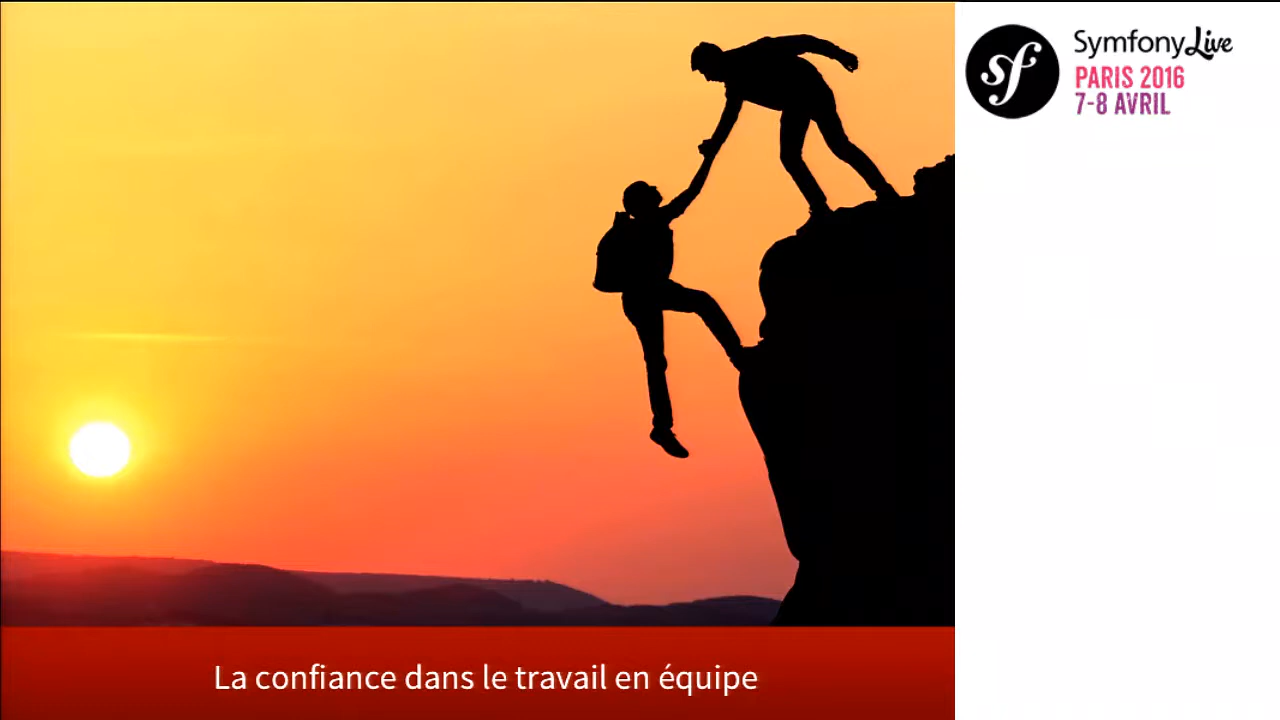 sf SymfonyLive
PARIS 2016
7-8 AVRIL
La confiance dans le travail en équipe